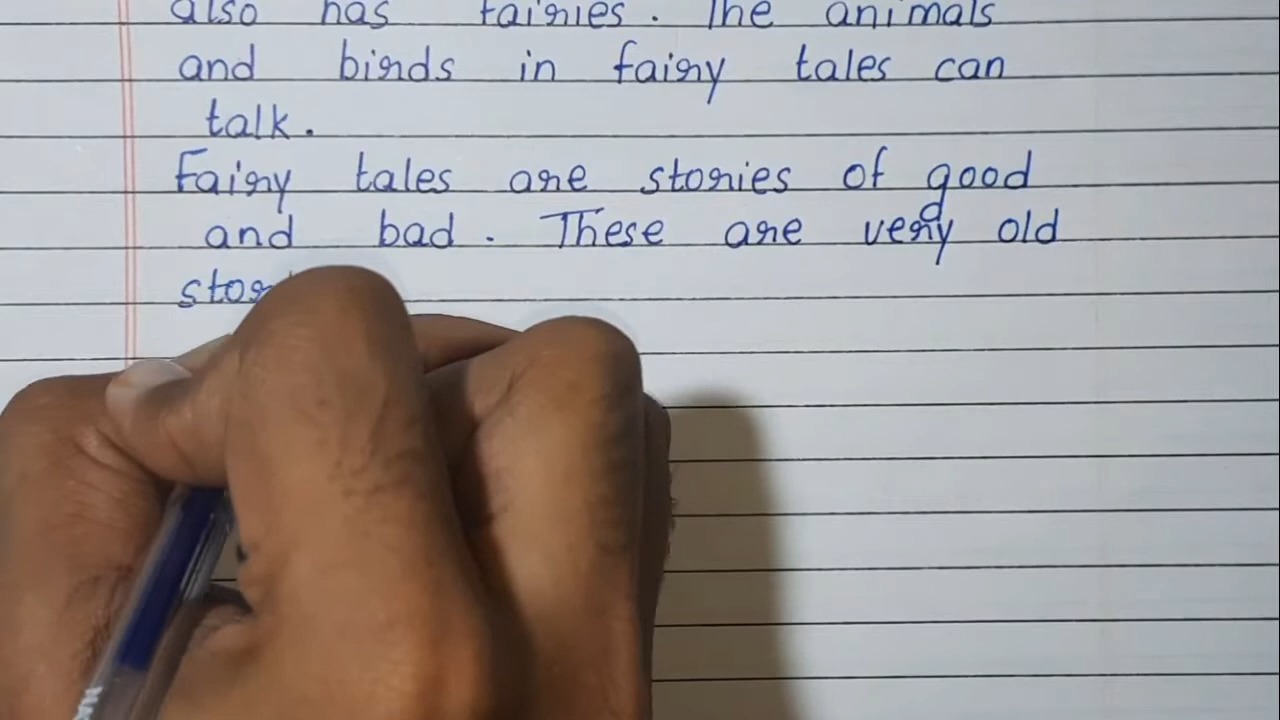 also has fairies. The animals
and birds in fairy tales can
talk.
Fairy tales are stories of good
and bad. These are very old
stor